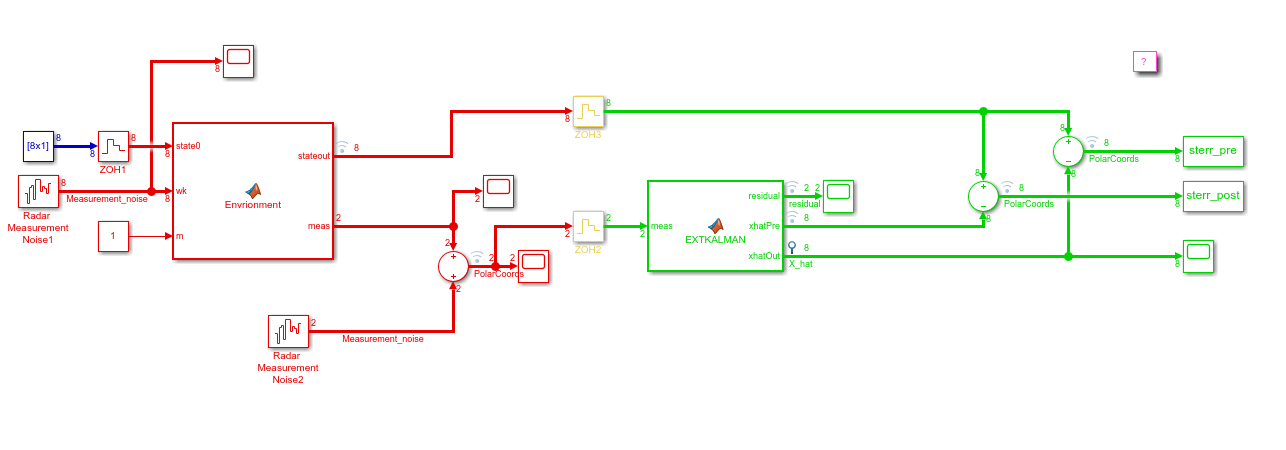 ?
8
[8x1]
8
8
8
ZOH1
8
state0
8
Radar
Measurement
Noise1
8
Measurement_noise
wk
8
1
m
Envrionment
stateout
8
meas
2
2
2
+
+
2
PolarCoords
2
2
Radar
Measurement
Noise2
2
Measurement_noise
8
ZOH3
8
2
ZOH2
2
2
meas
EXTKALMAN
residual
2
2
residual
xhatPre
8
xhatOut
8
X_hat
8
+
−
8
8
PolarCoords
8
+
−
8
8
PolarCoords
8
sterr_pre
8
sterr_post
8